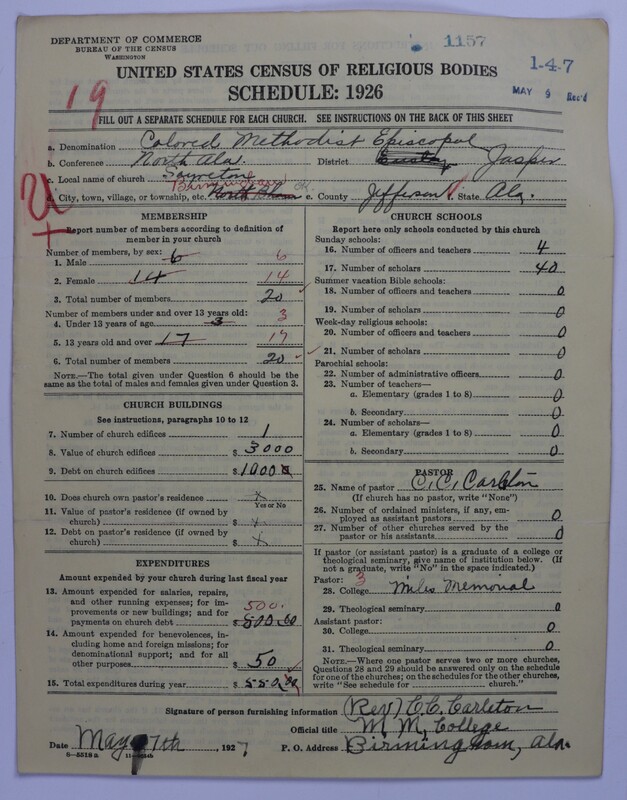 DEPARTMENT OF COMMERCE
BUREAU OF THE CENSUS
WASHINGTON
1157
1-4-7
MAY 9 Rec'd
19
UNITED STATES CENSUS OF RELIGIOUS BODIES
SCHEDULE: 1926
FILL OUT A SEPARATE SCHEDULE FOR EACH CHURCH. SEE INSTRUCTIONS ON THE BACK OF THIS SHEET
a. Denomination Colored Methodist Episcopal
b. Conference North Ala. District Jasper
c. Local name of church Sayreton
d. City, town, village, or township, etc. Birmingham North Bham OK. e. County Jefferson State Ala.
MEMBERSHIP
Report number of members according to definition of
member in your church
Number of members, by sex:
1. Male 6 6
2. Female 14 14
3. Total number of members 20
Number of members under and over 13 years old:
4. Under 13 years of age 3 3
5. 13 years old and over 17 17
6. Total number of members 20
NOTE.—The total given under Question 6 should be
same as the total of males and females given under Question 3.
CHURCH BUILDINGS
See instructions, paragraphs 10 to 12
7. Number of church edifices 1
8. Value of church edifices $ 3000
9. Debt on church edifices $ 1000
10. Does church own pastor's residence x
Yes or No
11. Value of pastor's residence (if owned by
church) $ x
12. Debt on pastor's residence (if owned by
church) $ x
EXPENDITURES
Amount expended by your church during last fiscal year
13. Amount expended for salaries, repairs,
and other running expenses; for im-
provements or new buildings; and for
payments on church debt 500. $ 500.00
14. Amount expended for benevolences, in-
cluding home and foreign missions; for
denominational support; and for all
other purposes $ 50
15. Total expenditures during year $ 550.00
CHURCH SCHOOLS
Report here only schools conducted by this church
Sunday schools:
16. Number of officers and teachers 4
17. Number of scholars 40
Summer vacation Bible schools:
18. Number of officers and teachers 0
19. Number of scholars 0
Week-day religious schools:
20. Number of officers and teachers 0
21. Number of scholars 0
Parochial schools:
22. Number of administrative officers 0
23. Number of teachers—
a. Elementary (grades 1 to 8) 0
b. Secondary 0
24. Number of scholars—
a. Elementary (grades 1 to 8) 0
b. Secondary 0
PASTOR
25. Name of pastor C. C. Carlton
(If church has no pastor, write "None")
26. Number of ordained ministers, if any, em-
ployed as assistant pastors 0
27. Number of other churches served by the
pastor or his assistants 0
If pastor (or assistant pastor) is a graduate of a college or
theological seminary, give name of institution below. (If
not a graduate, write "No" in the space indicated.)
Pastor: 3
28. College Miles Memorial
29. Theological seminary 0
Assistant pastor:
30. College 0
31. Theological seminary 0
NOTE.—Where one pastor serves two or more churches,
Questions 28 and 29 should be answered only on the schedule
for one of the churches; on the schedules for the other churches,
write "See schedule for church."
Signature of person furnishing information (Rev) C. C. Carlston
Official title M. M. College
Date May 7th, 1927 P. O. Address Birmingham, Ala.
8—5518 a